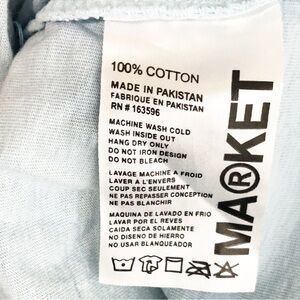 100% COTTON
MADE IN PAKISTAN
FABRIQUE EN PAKISTAN
RN # 163596
MACHINE WASH COLD
WASH INSIDE OUT
HANG DRY ONLY
DO NOT IRON DESIGN
DO NOT BLEACH
LAVAGE MACHINE A FROID
LAVER A L'ENVERS
COUP SEC SEULEMENT
NE PAS REPASSER CONCEPTION
NE PAS BLANCHIR
MAQUINA DE LAVADO EN FRIO
LAVAR POR EL REVES
CAIDA SECA SOLAMENTE
NO DISENO DE HIERRO
NO USAR BLANQUEADOR
MARKET